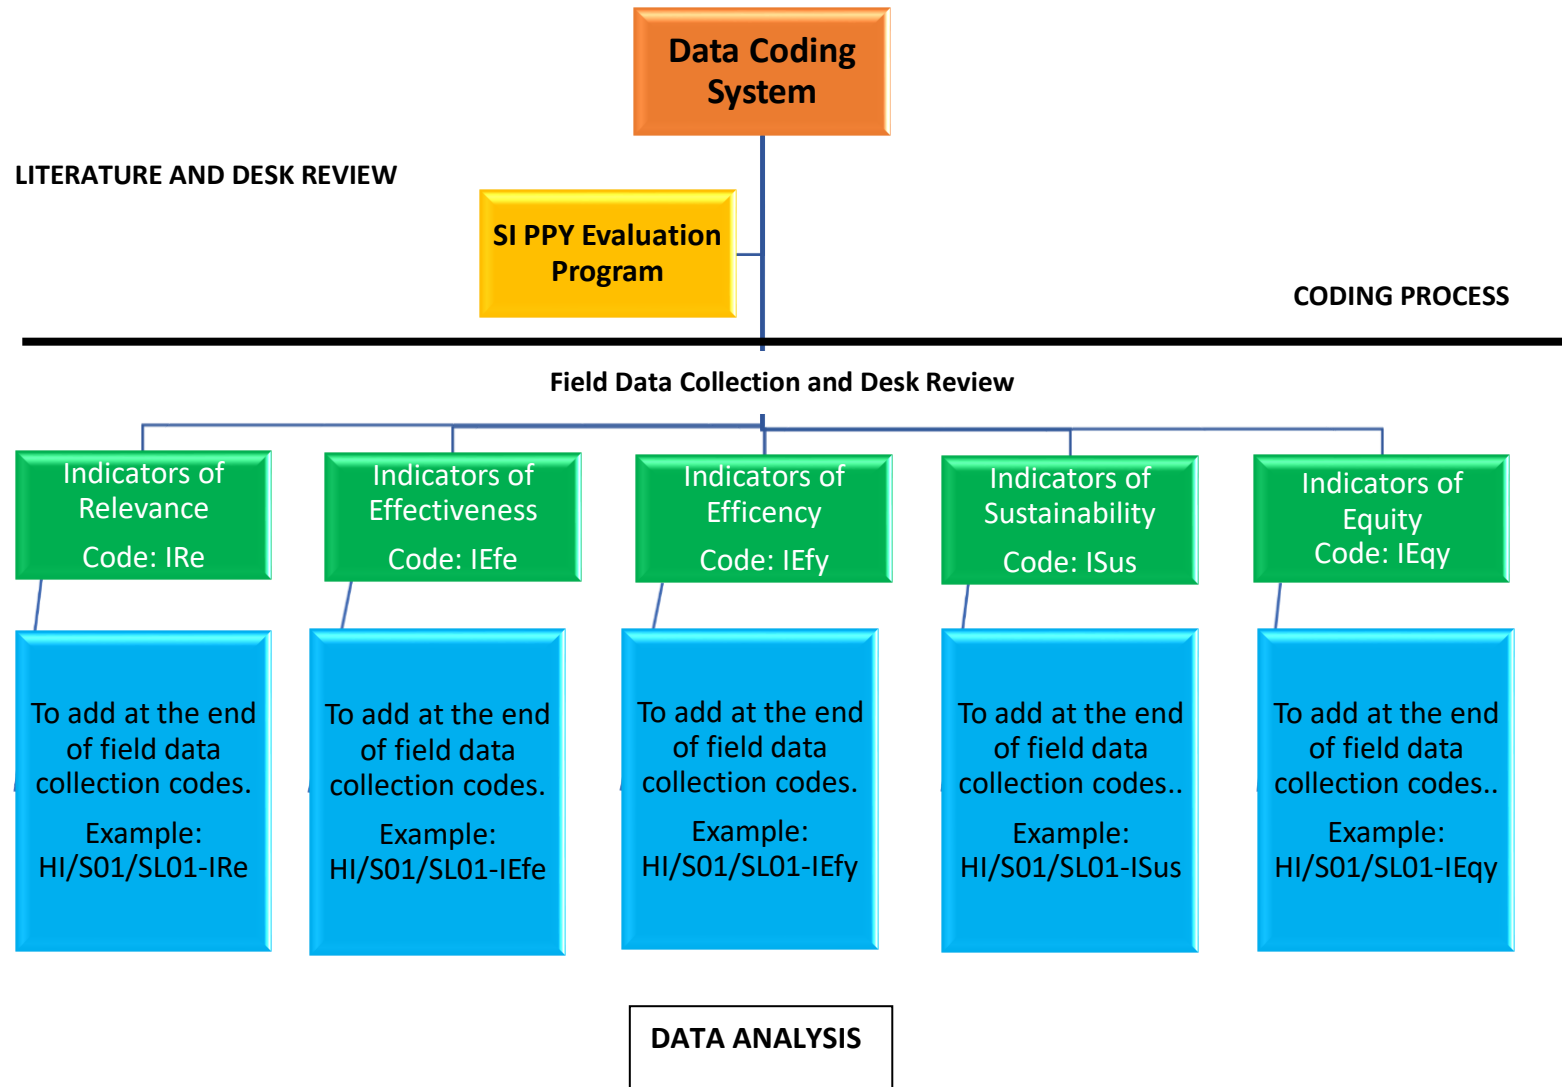 Data Coding
System
LITERATURE AND DESK REVIEW
SI PPY Evaluation
Program
CODING PROCESS
Field Data Collection and Desk Review
Indicators of
Relevance
Code: IRe
Indicators of
Effectiveness
Code: IEfe
Indicators of
Efficency
Code: IEfy
Indicators of
Sustainability
Code: ISus
Indicators of
Equity
Code: IEqy
To add at the end
of field data
collection codes.
Example:
HI/S01/SL01-IRe
To add at the end
of field data
collection codes.
Example:
HI/S01/SL01-IEfe
To add at the end
of field data
collection codes.
Example:
HI/S01/SL01-IEfy
To add at the end
of field data
collection codes..
Example:
HI/S01/SL01-ISus
To add at the end
of field data
collection codes..
Example:
HI/S01/SL01-IEqy
DATA ANALYSIS